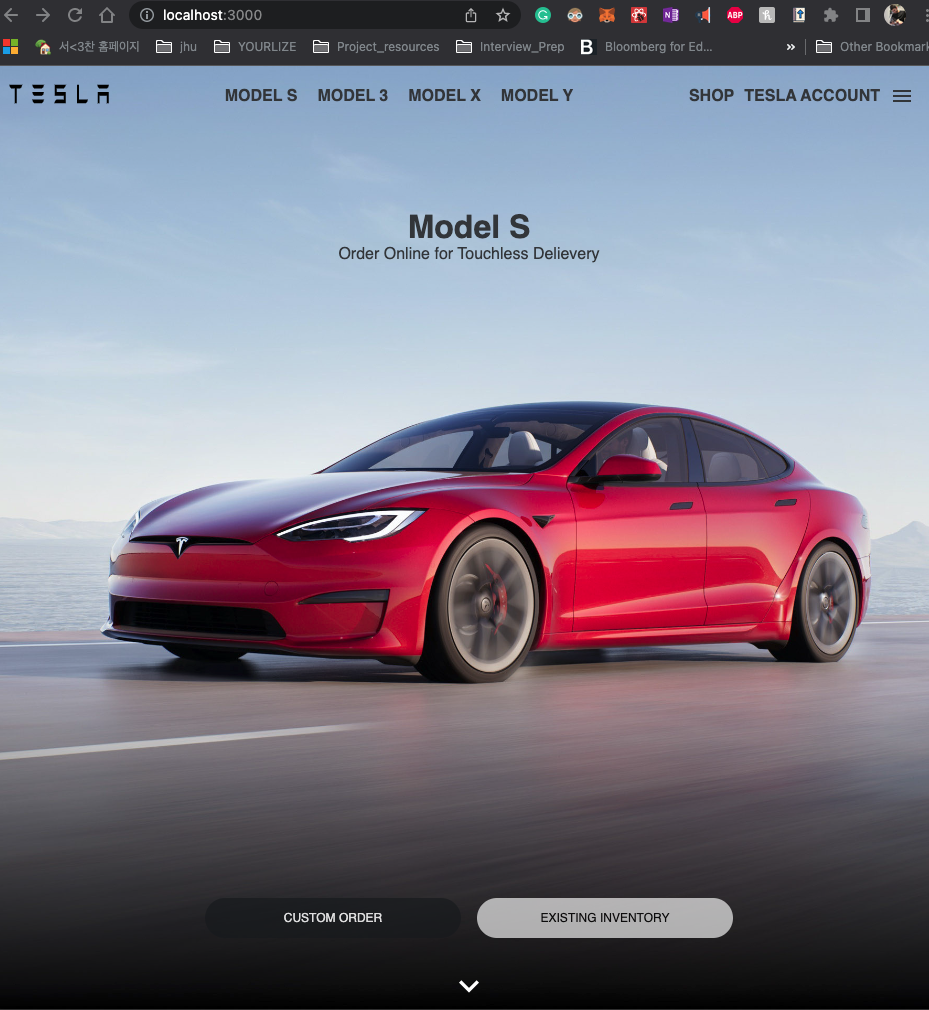 localhost:3000
서<3찬 홈페이지 jhu YOURLIZE Project_resources Interview_Prep B Bloomberg for Ed... » Other Bookmark
TESLA MODEL S MODEL 3 MODEL X MODEL Y SHOP TESLA ACCOUNT
Model S
Order Online for Touchless Delievery
CUSTOM ORDER EXISTING INVENTORY